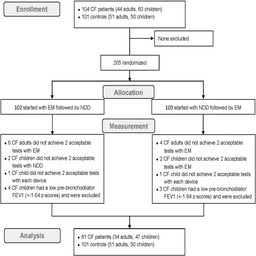 Enrollment
104 CF patients (44 adults, 60 children)
101 controls (51 adults, 50 children)
None excluded
205 randomized
Allocation
102 started with EM followed by NDD
103 started with NDD followed by EM
Measurement
6 CF adults did not achieve 2 acceptable
tests with EM
2 CF children did not achieve 2 acceptable
tests with NDD
1 CF child did not achieve 2 acceptable tests
with each device
4 CF children had a low pre-bronchodilator
FEV1 (<-1.64 z-scores) and were excluded
4 CF adults did not achieve 2 acceptable
tests with EM
2 CF children did not achieve 2 acceptable
tests with EM
1 CF child did not achieve 2 acceptable tests
with each device
3 CF children had a low pre-bronchodilator
FEV1 (<-1.64 z-scores) and were excluded
Analysis
81 CF patients (34 adults, 47 children)
101 controls (51 adults, 50 children)